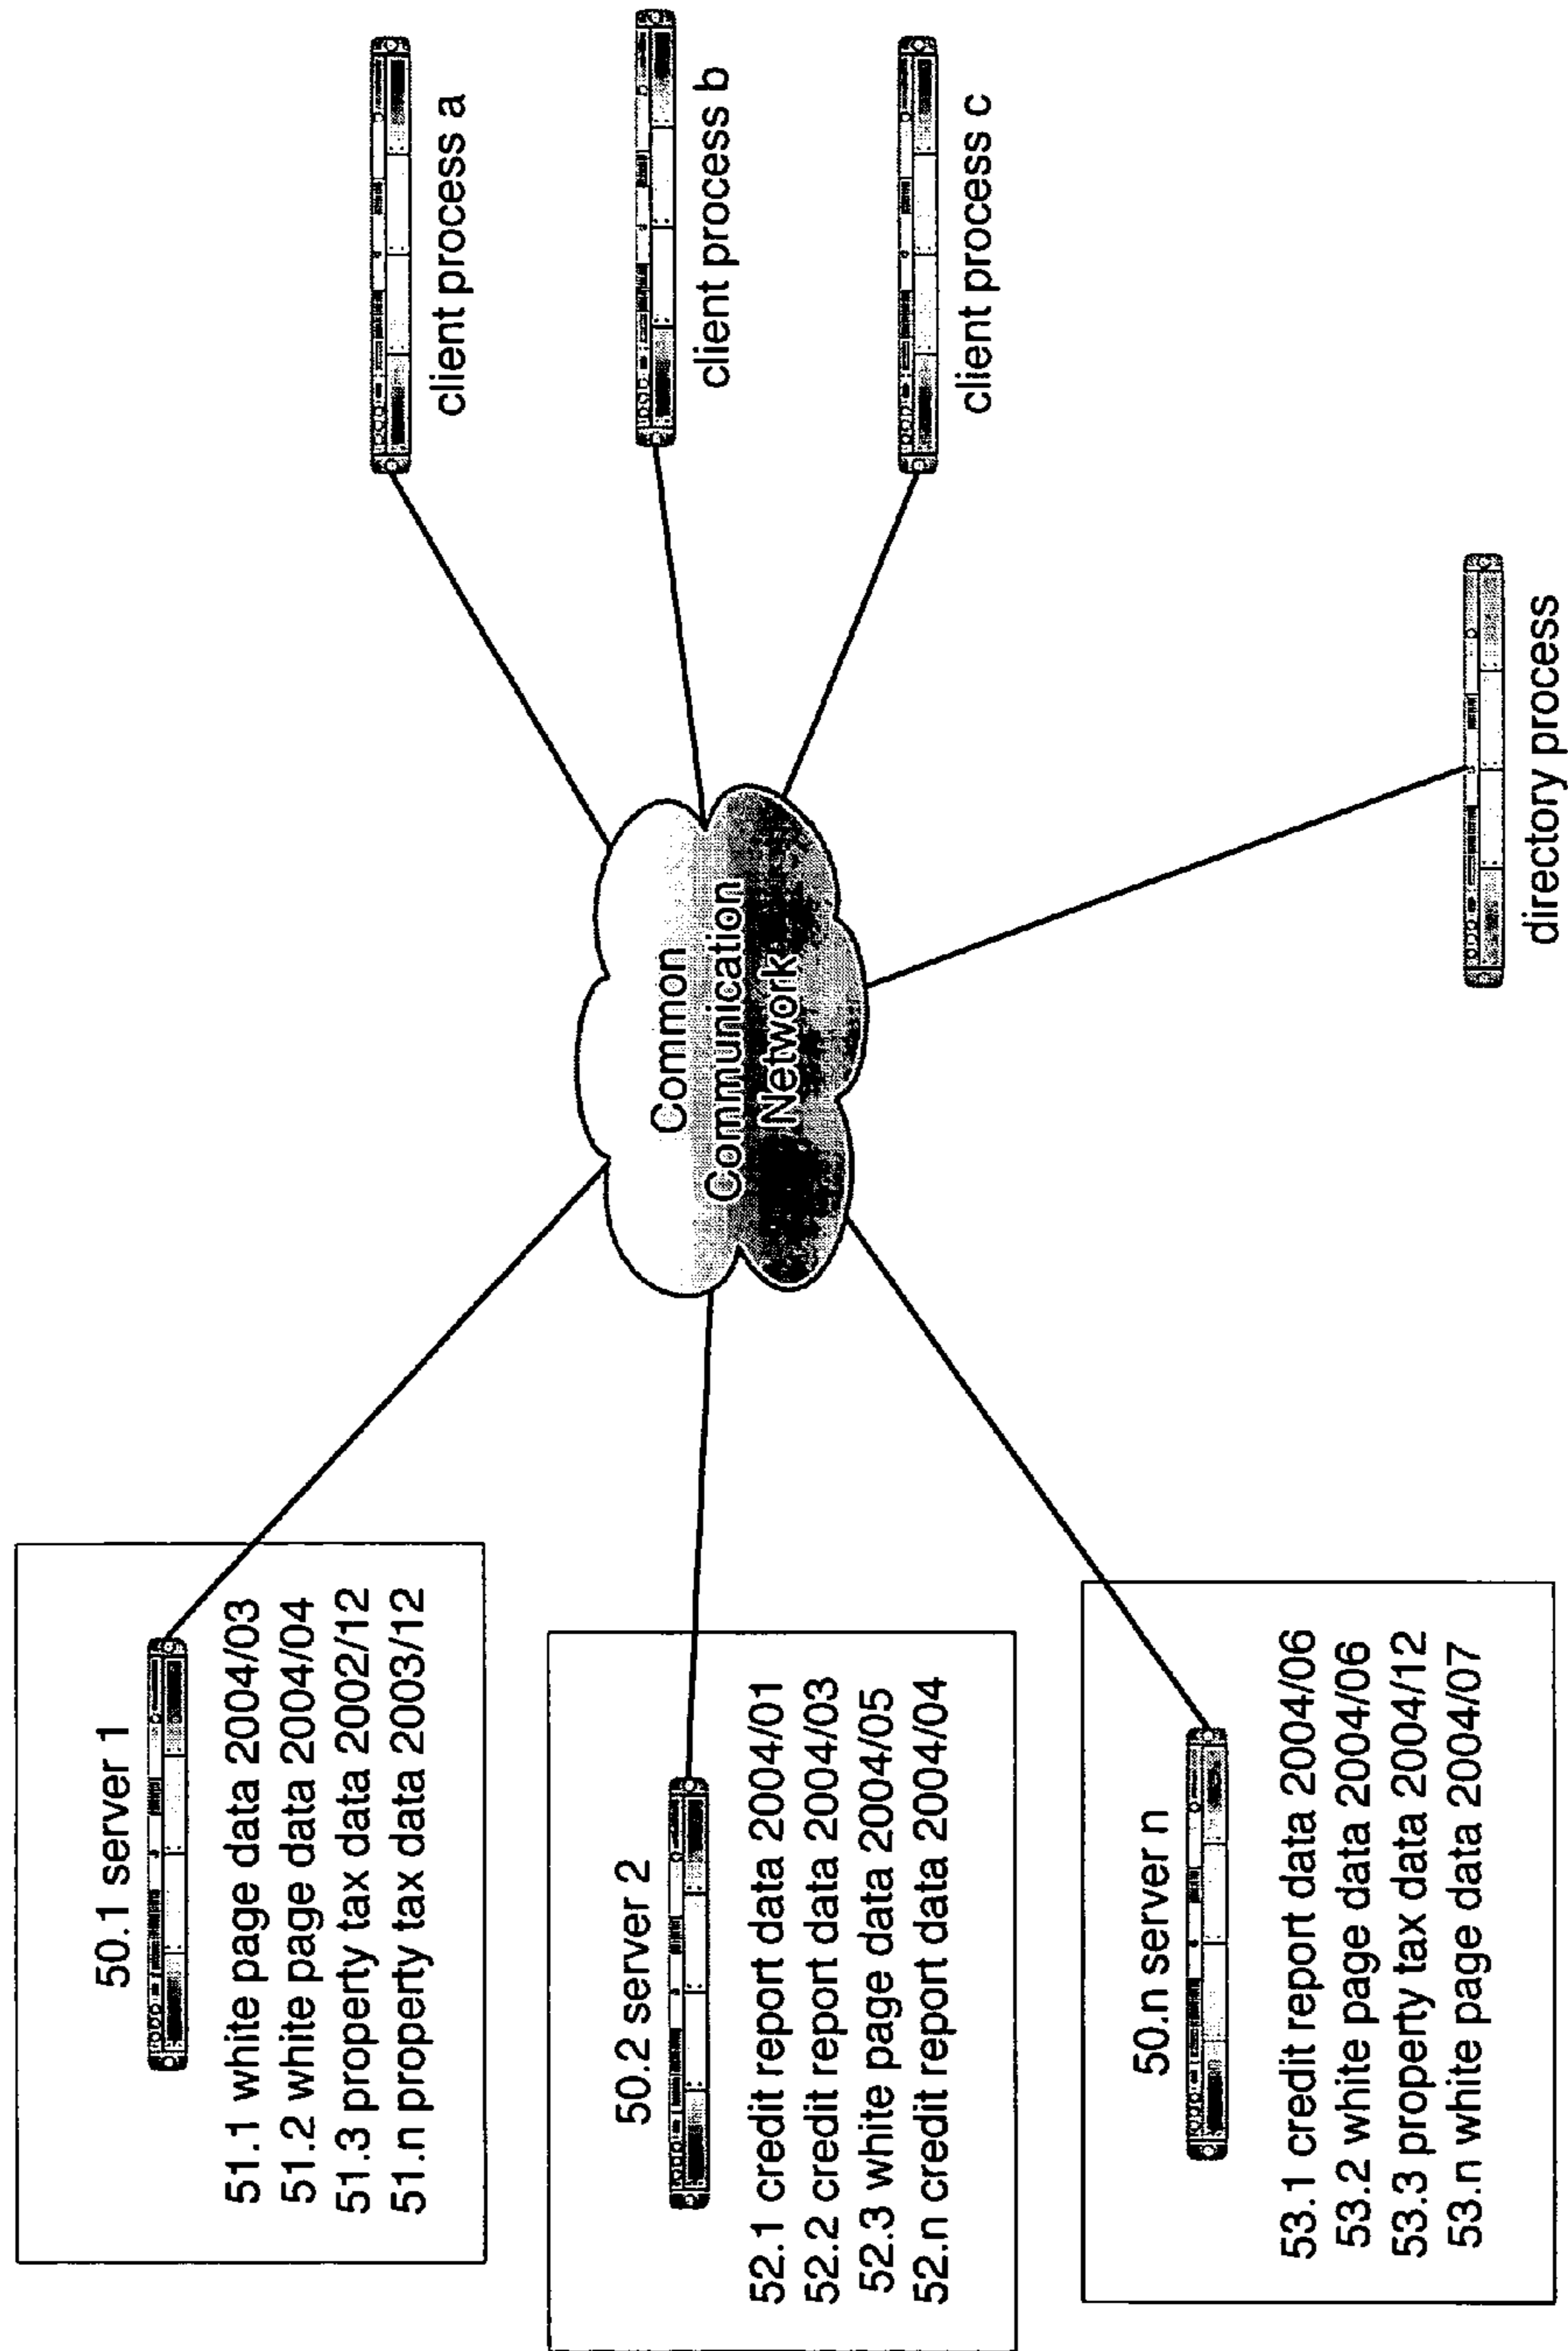 50.1 server 1
51.1 white page data 2004/03
51.2 white page data 2004/04
51.3 property tax data 2002/12
51.n property tax data 2003/12
50.2 server 2
52.1 credit report data 2004/01
52.2 credit report data 2004/03
52.3 white page data 2004/05
52.n credit report data 2004/04
50.n server n
53.1 credit report data 2004/06
53.2 white page data 2004/06
53.3 property tax data 2004/12
53.n white page data 2004/07
Common
Communication
Network
client process a
client process b
client process c
directory process